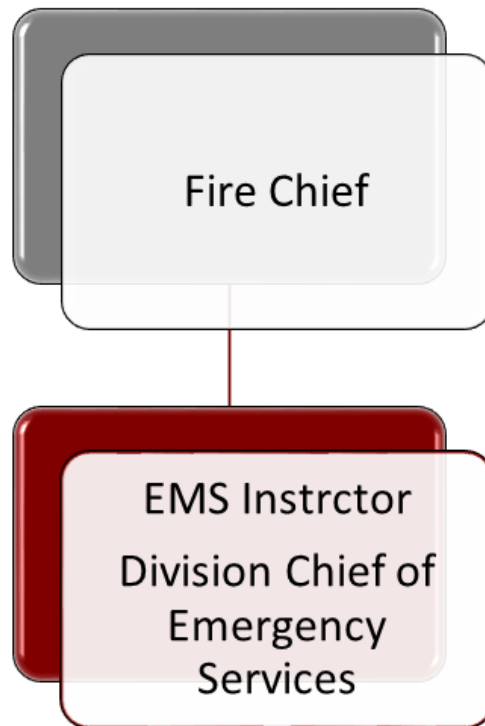 Fire Chief
EMS Instrctor
Division Chief of
Emergency
Services